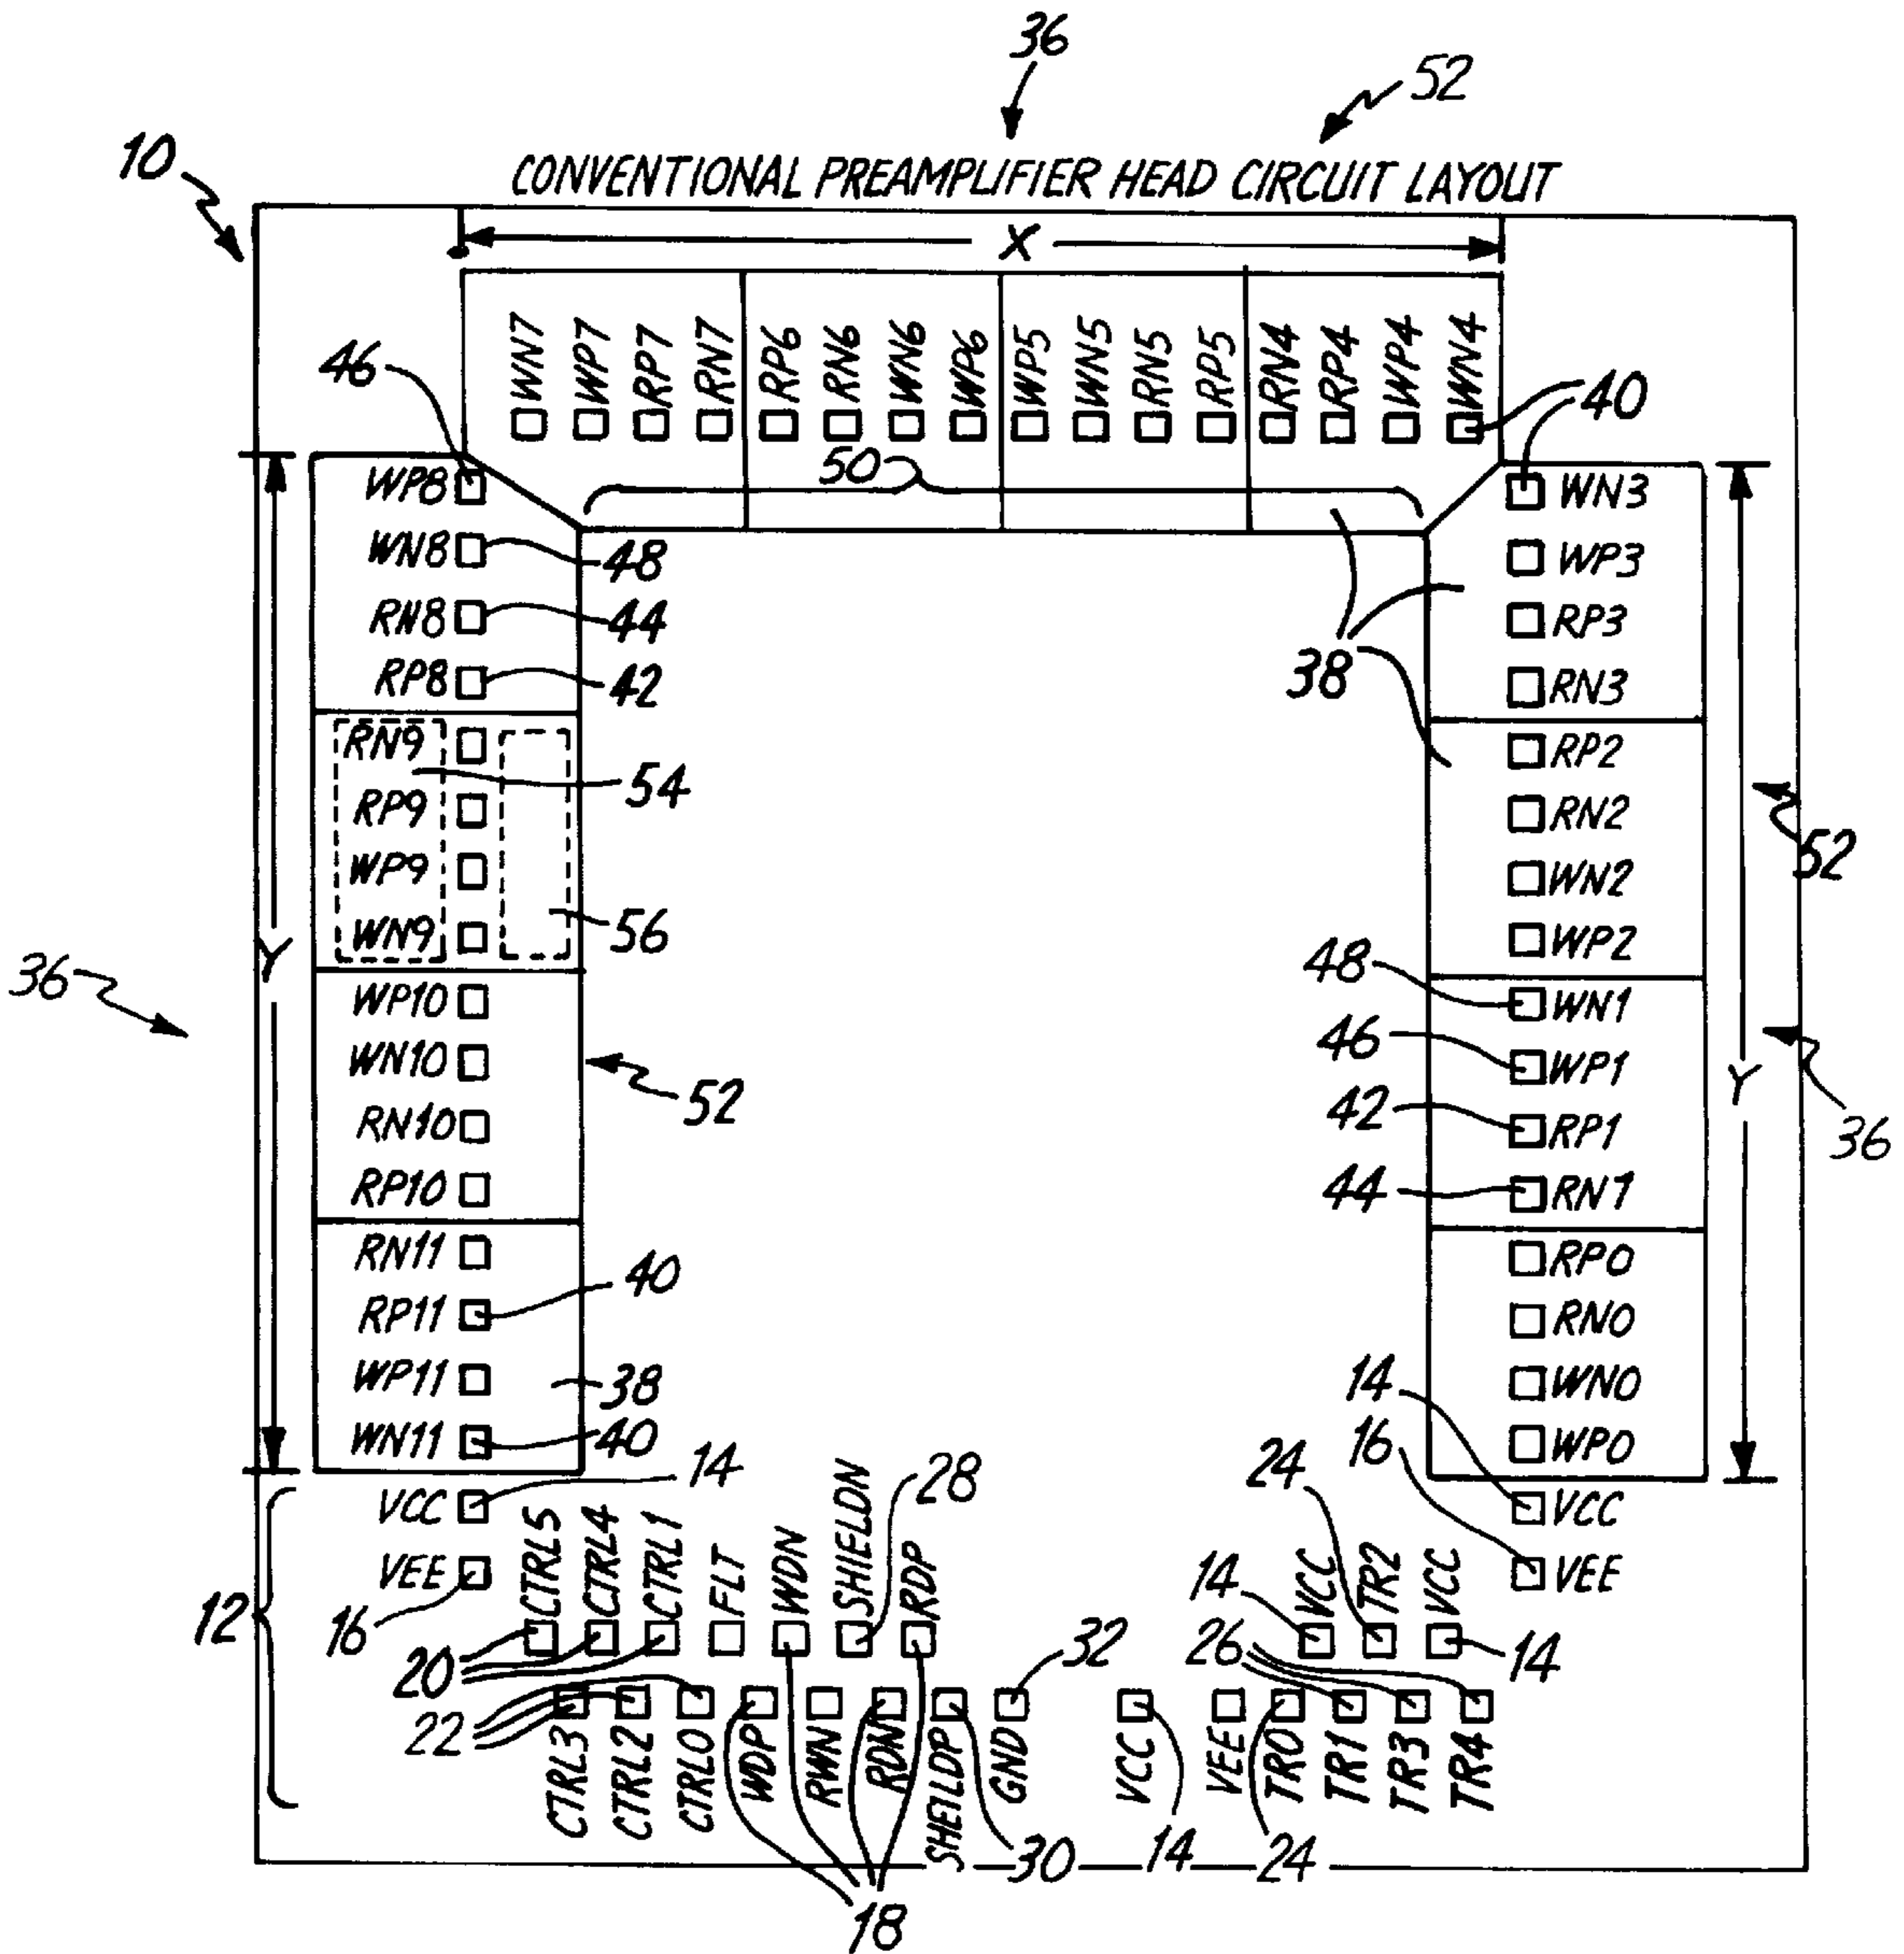 36
52
10
CONVENTIONAL PREAMPLIFIER HEAD CIRCUIT LAYOUT
X
WN7 WP7 RP7 RN7 RP6 RN6 WN6 WP6 WP5 WN5 RN5 RP5 RN4 RP4 WP4 WN4
46
40
50
WP8
WN8 48
RN8 44
RP8 42
RN9
54
RP9
WP9
WN9
56
Y
36
WP10
WN10
52
RN10
RP10
RN11
RP11 40
WP11 38
WN11 40
WN3
WP3
RP3
RN3
38
RP2
RN2
52
WN2
WP2
48 WN1
46 WP1
42 RP1
44 RN1
Y
36
RP0
RN0
WN0
WP0
14
16
VCC
VEE
VCC 14
VEE
16
12
CTRL5 CTRL4 CTRL1 FLT WDN SHIELDN RDP
28
20
22
24
14
VCC TR2 VCC
14
26
32
CTRL3 CTRL2 CTRL0 WDP RWN RDN SHEILDP GND VCC VEE TR0 TR1 TR3 TR4
18
30
14
24